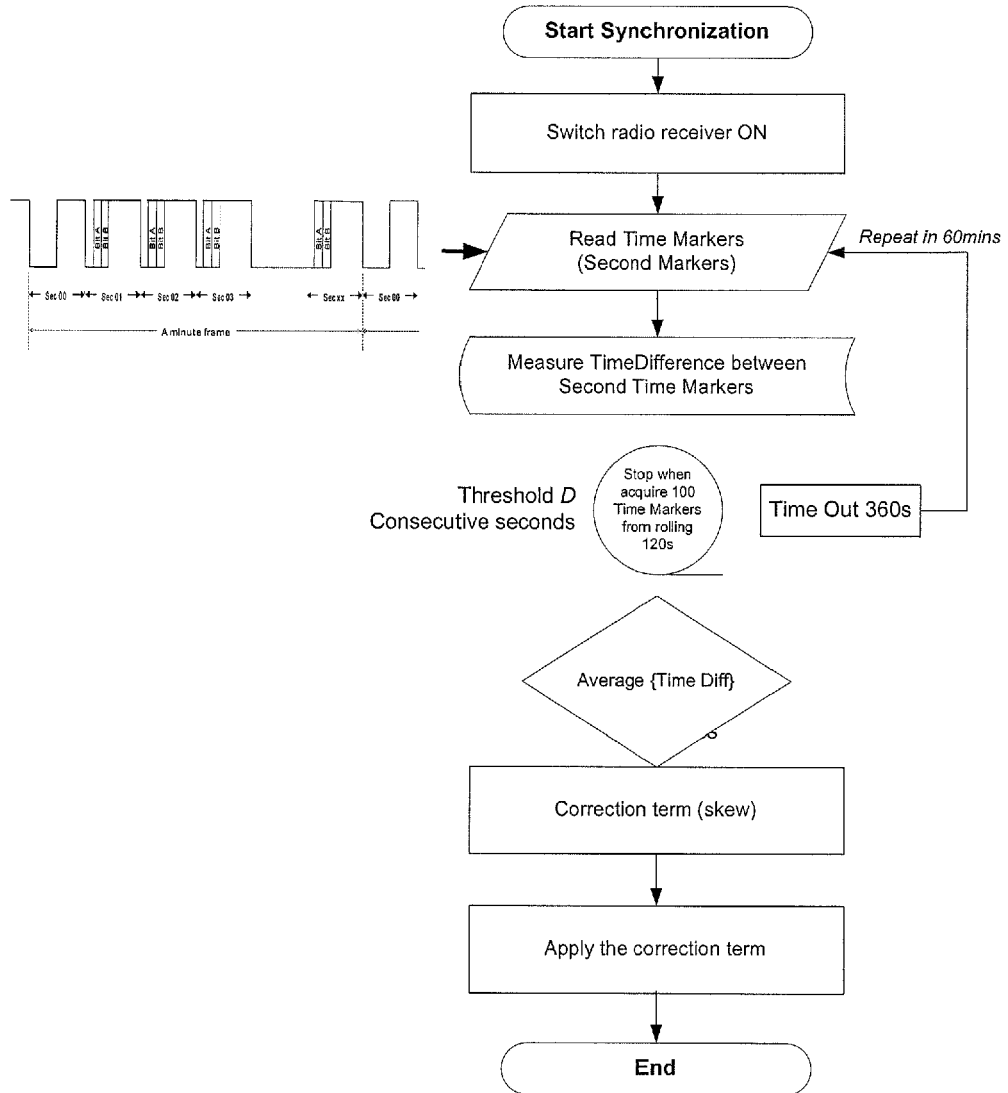 Start Synchronization
Switch radio receiver ON
Read Time Markers
(Second Markers)
Repeat in 60mins
Bit A
Bit B
Bit A
Bit B
Bit A
Bit B
Bit A
Bit B
Sec 00
Sec 01
Sec 02
Sec 03
Sec xx
Sec 00
A minute frame
Measure TimeDifference between
Second Time Markers
Threshold D
Consecutive seconds
Stop when
acquire 100
Time Markers
from rolling
120s
Time Out 360s
Average {Time Diff}
Correction term (skew)
Apply the correction term
End